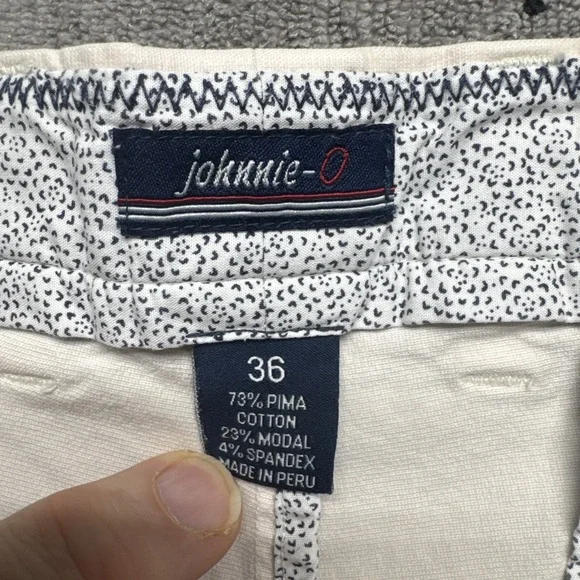 johnnie-O
36
73% PIMA
COTTON
23% MODAL
4% SPANDEX
MADE IN PERU